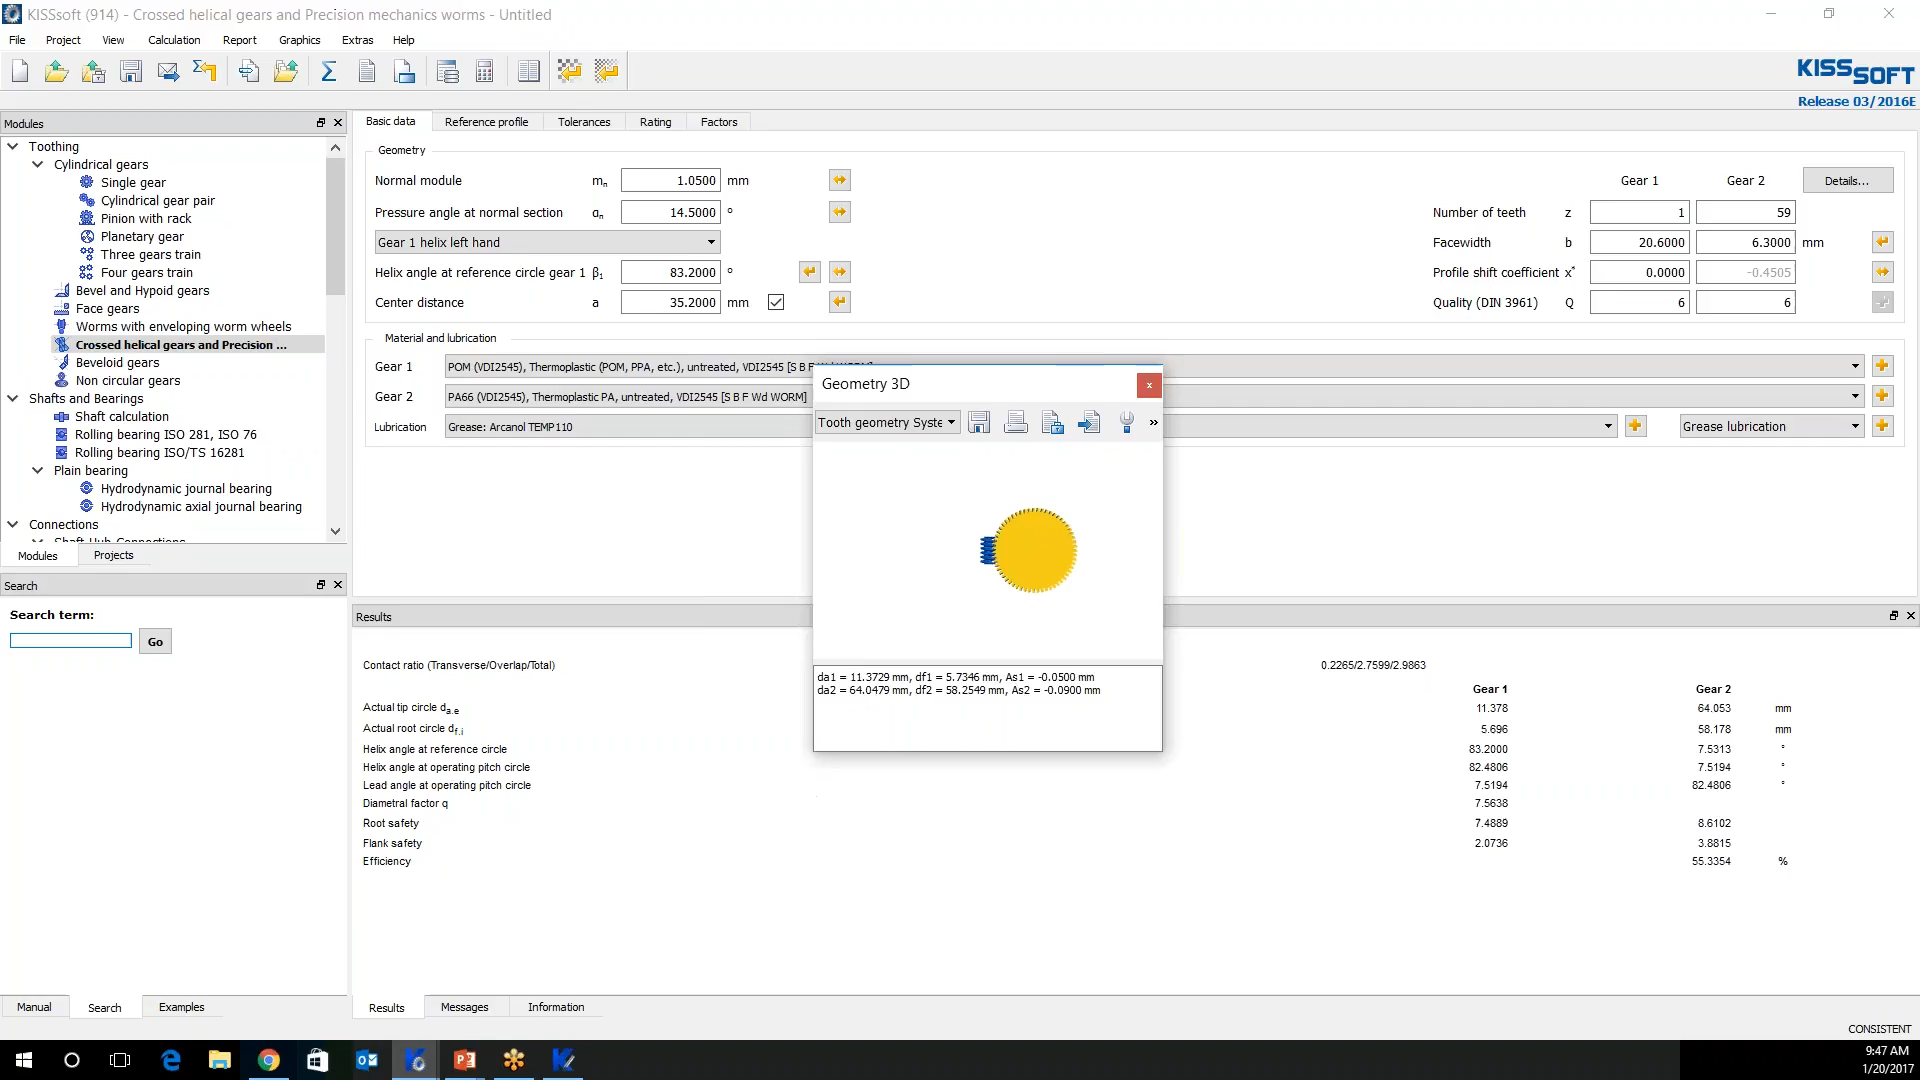 KISSsoft (914) - Crossed helical gears and Precision mechanics worms - Untitled
File Project View Calculation Report Graphics Extras Help
KISSSOFT
Release 03/2016E
Modules
Toothing
Cylindrical gears
Single gear
Cylindrical gear pair
Pinion with rack
Planetary gear
Three gears train
Four gears train
Bevel and Hypoid gears
Face gears
Worms with enveloping worm wheels
Crossed helical gears and Precision ...
Beveloid gears
Non circular gears
Shafts and Bearings
Shaft calculation
Rolling bearing ISO 281, ISO 76
Rolling bearing ISO/TS 16281
Plain bearing
Hydrodynamic journal bearing
Hydrodynamic axial journal bearing
Connections
Modules Projects
Search
Search term:
Go
Manual Search Examples
Basic data Reference profile Tolerances Rating Factors
Geometry
Normal module mn 1.0500 mm
Pressure angle at normal section αn 14.5000 °
Gear 1 helix left hand
Helix angle at reference circle gear 1 β1 83.2000 °
Center distance a 35.2000 mm
Gear 1 Gear 2 Details...
Number of teeth z 1 59
Facewidth b 20.6000 6.3000 mm
Profile shift coefficient x* 0.0000 -0.4505
Quality (DIN 3961) Q 6 6
Material and lubrication
Gear 1 POM (VDI2545), Thermoplastic (POM, PPA, etc.), untreated, VDI2545 [S B F Wd WORM]
Gear 2 PA66 (VDI2545), Thermoplastic PA, untreated, VDI2545 [S B F Wd WORM]
Lubrication Grease: Arcanol TEMP110 Grease lubrication
Geometry 3D
x
Tooth geometry Syste
»
da1 = 11.3729 mm, df1 = 5.7346 mm, As1 = -0.0500 mm
da2 = 64.0479 mm, df2 = 58.2549 mm, As2 = -0.0900 mm
Results
Contact ratio (Transverse/Overlap/Total) 0.2265/2.7599/2.9863
Gear 1 Gear 2
Actual tip circle da.e 11.378 64.053 mm
Actual root circle df.i 5.696 58.178 mm
Helix angle at reference circle 83.2000 7.5313 °
Helix angle at operating pitch circle 82.4806 7.5194 °
Lead angle at operating pitch circle 7.5194 82.4806 °
Diametral factor q 7.5638
Root safety 7.4889 8.6102
Flank safety 2.0736 3.8815
Efficiency 55.3354 %
Results Messages Information
CONSISTENT
9:47 AM
1/20/2017